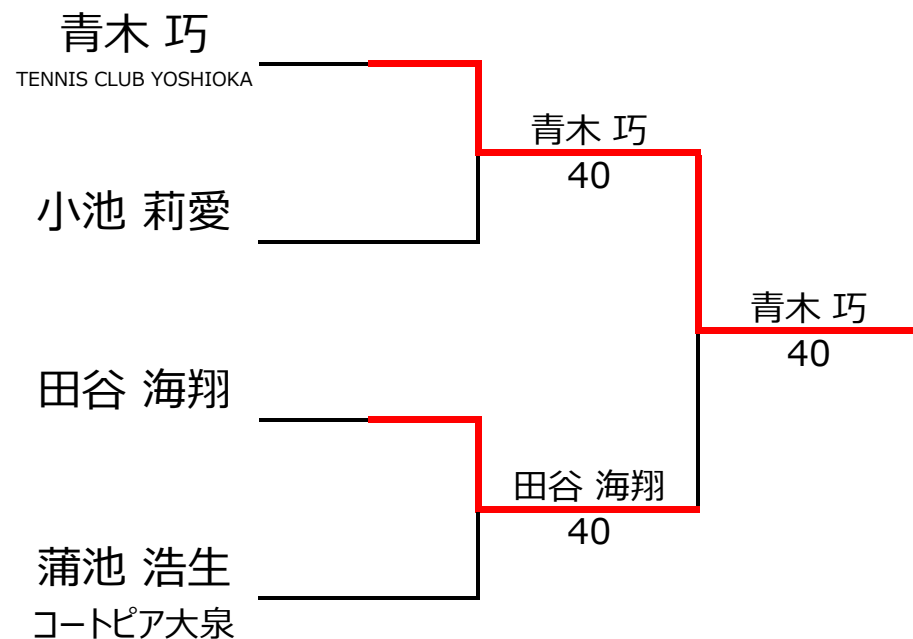 青木 巧
TENNIS CLUB YOSHIOKA
小池 莉愛
田谷 海翔
蒲池 浩生
コートピア大泉
青木 巧
40
田谷 海翔
40
青木 巧
40